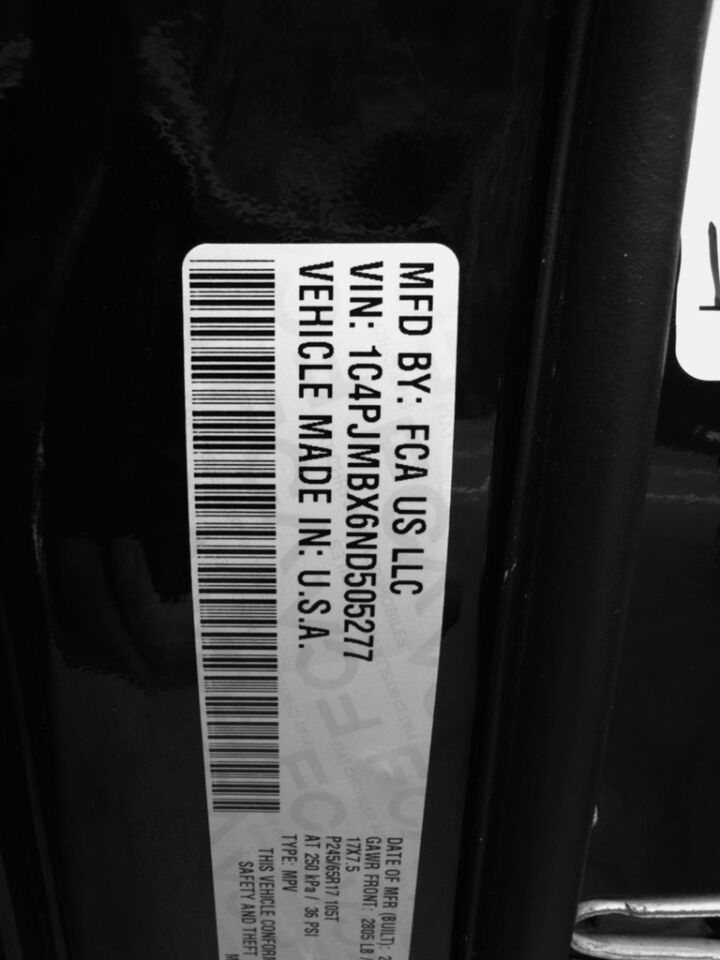 MFD BY: FCA US LLC
VIN: 1C4PJMBX6ND505277
VEHICLE MADE IN: U.S.A.
DATE OF MFR (BUILT):
GAWR FRONT: 2805 LB /
17X7.5
P245/65R17 105T
AT 250 kPa / 36 PSI
TYPE: MPV
THIS VEHICLE
SAFETY AND THEFT